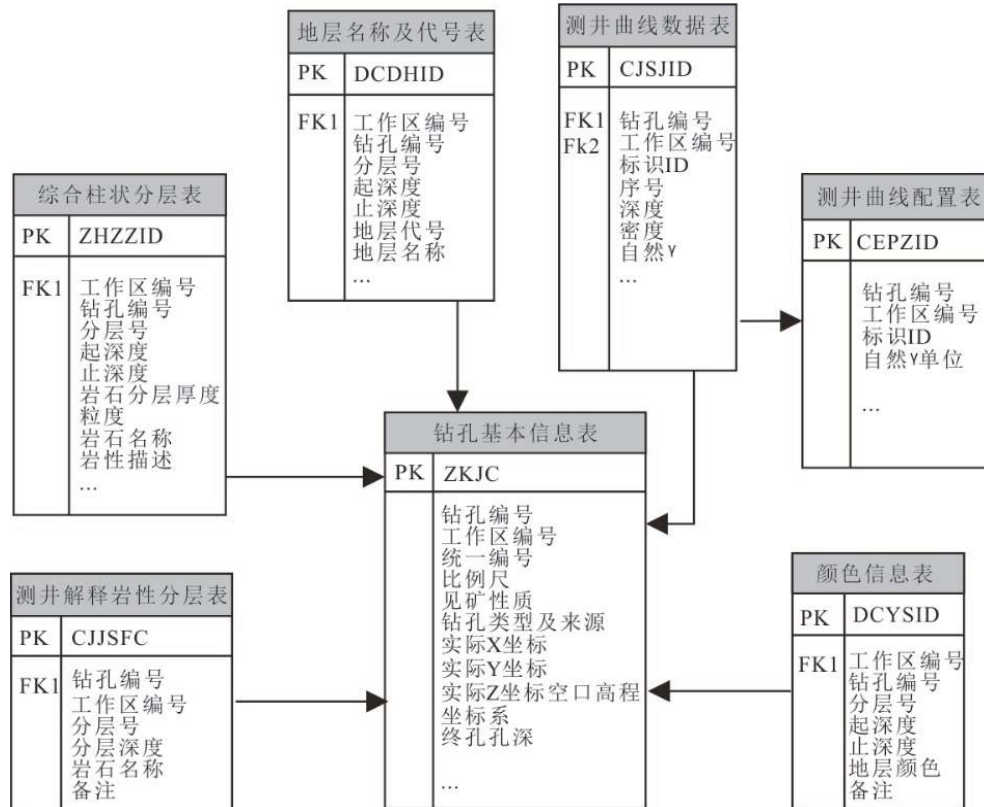 地层名称及代号表
PK DCDHID
FK1 工作区编号
钻孔编号
分层号
起深度
止深度
地层代号
地层名称
...
测井曲线数据表
PK CJSJID
FK1 钻孔编号
Fk2 工作区编号
标识ID
序号
深度
密度
自然γ
...
综合柱状分层表
PK ZHZZID
FK1 工作区编号
钻孔编号
分层号
起深度
止深度
岩石分层厚度
粒度
岩石名称
岩性描述
...
测井曲线配置表
PK CEPZID
钻孔编号
工作区编号
标识ID
自然γ单位
...
钻孔基本信息表
PK ZKJC
钻孔编号
工作区编号
统一编号
比例尺
见矿性质
钻孔类型及来源
实际X坐标
实际Y坐标
实际Z坐标空口高程
坐标系
终孔孔深
...
测井解释岩性分层表
PK CJJSFC
FK1 钻孔编号
工作区编号
分层号
分层深度
岩石名称
备注
颜色信息表
PK DCYSID
FK1 工作区编号
钻孔编号
分层号
起深度
止深度
地层颜色
备注